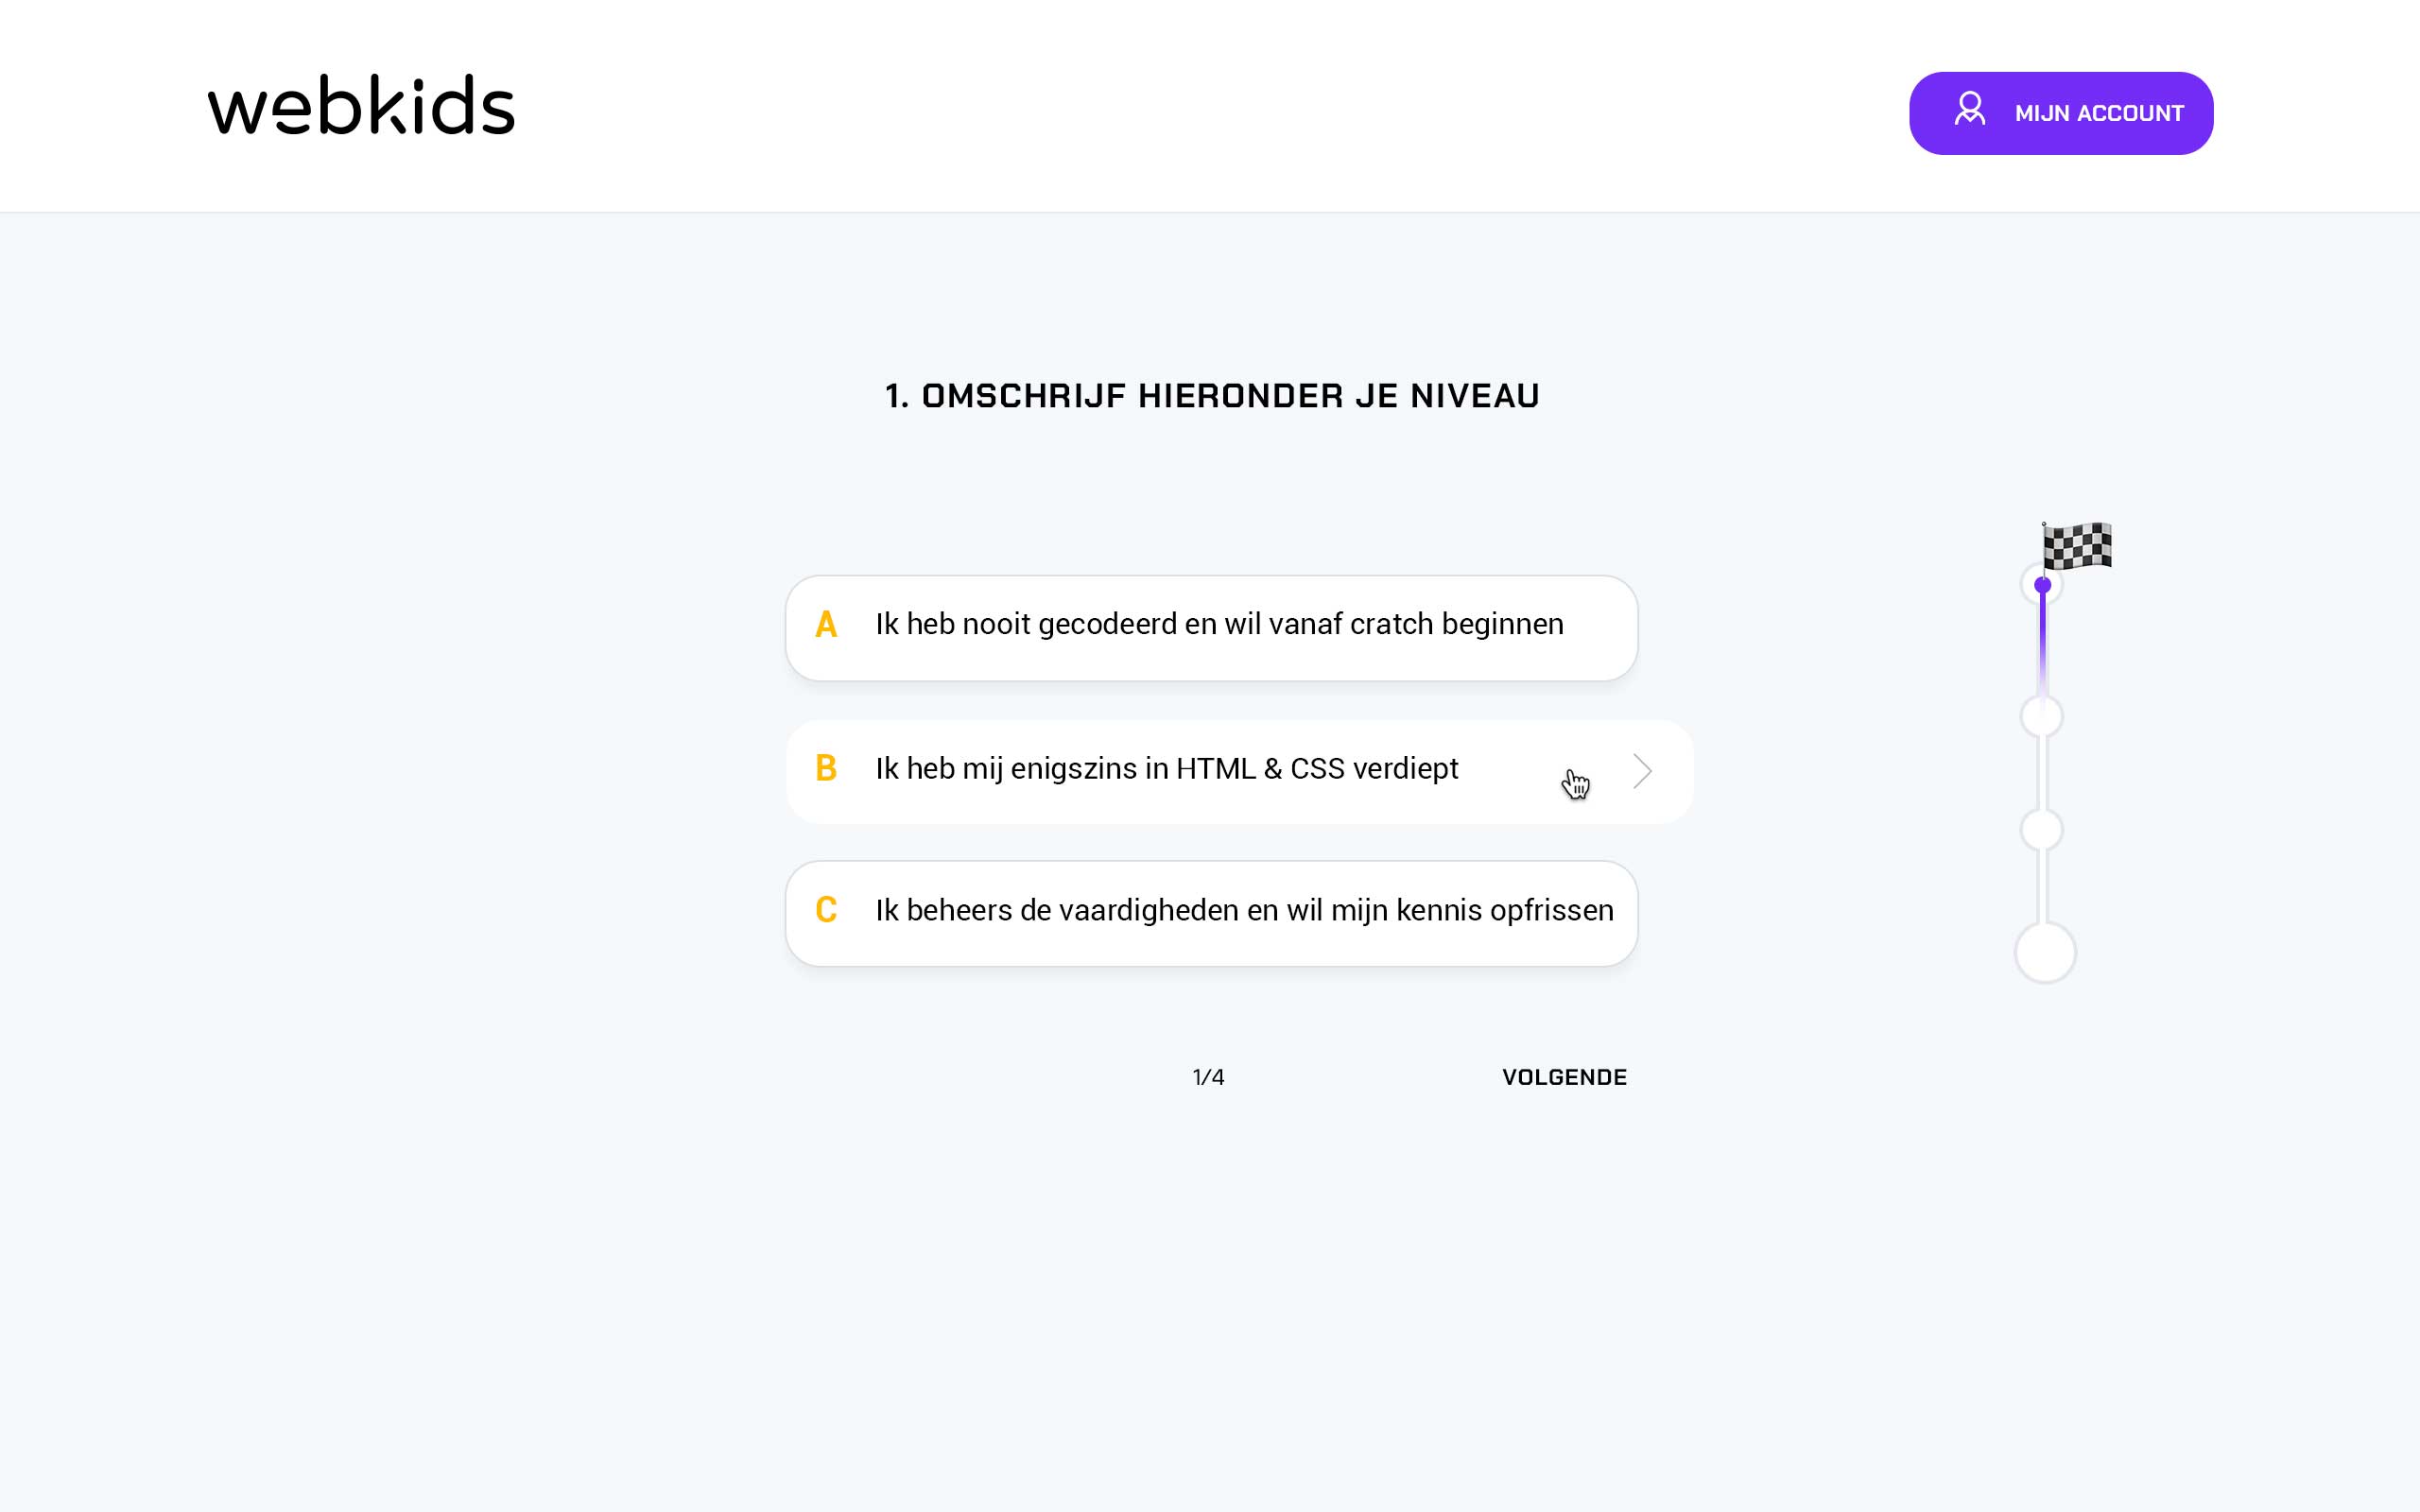 webkids
MIJN ACCOUNT
1. OMSCHRIJF HIERONDER JE NIVEAU
A Ik heb nooit gecodeerd en wil vanaf cratch beginnen
B Ik heb mij enigszins in HTML & CSS verdiept
C Ik beheers de vaardigheden en wil mijn kennis opfrissen
1/4 VOLGENDE